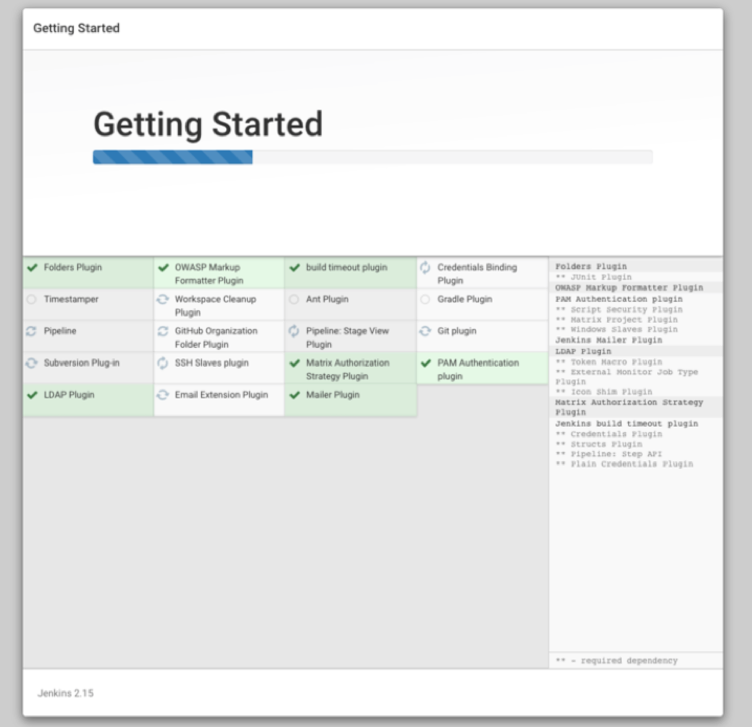 Getting Started
Getting Started
Folders Plugin
OWASP Markup
Formatter Plugin
build timeout plugin
Credentials Binding
Plugin
Timestamper
Workspace Cleanup
Plugin
Ant Plugin
Gradle Plugin
Pipeline
GitHub Organization
Folder Plugin
Pipeline: Stage View
Plugin
Git plugin
Subversion Plug-in
SSH Slaves plugin
Matrix Authorization
Strategy Plugin
PAM Authentication
plugin
LDAP Plugin
Email Extension Plugin
Mailer Plugin
Folders Plugin
** JUnit Plugin
OWASP Markup Formatter Plugin
PAM Authentication plugin
** Script Security Plugin
** Matrix Project Plugin
** Windows Slaves Plugin
Jenkins Mailer Plugin
LDAP Plugin
** Token Macro Plugin
** External Monitor Job Type
Plugin
** Icon Shim Plugin
Matrix Authorization Strategy
Plugin
Jenkins build timeout plugin
** Credentials Plugin
** Structs Plugin
** Pipeline: Step API
** Plain Credentials Plugin
** - required dependency
Jenkins 2.15